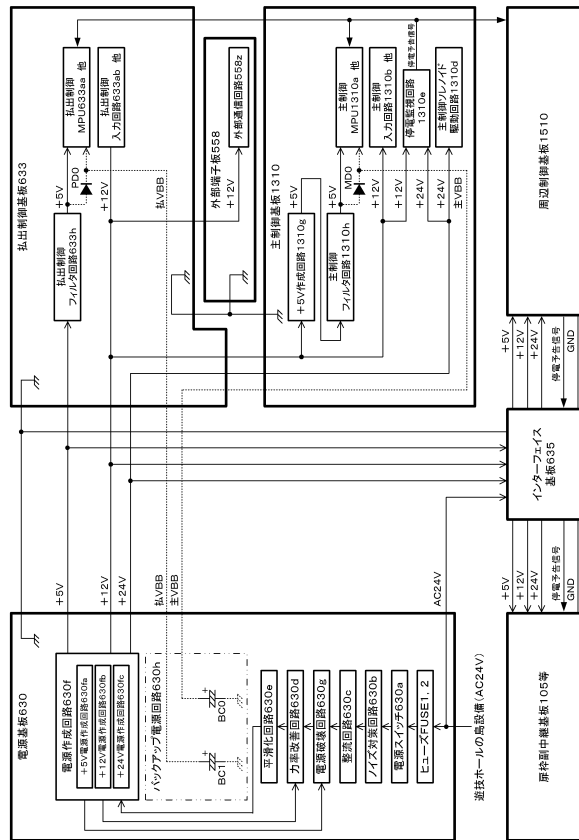 払出制御基板633
払出制御
MPU633aa 他
払出制御
入力回路633ab
+5V
PD0
+12V
払出制御
フィルタ回路633h
払VBB
外部端子板558
外部通信回路558z
+12V
主制御基板1310
主制御
MPU1310a 他
主制御
入力回路1310b 他
停電監視回路
1310e
主制御ソレノイド
駆動回路1310d
停電予告信号
+5V
+5V
MD0
+12V
+12V
+24V
+24V
主VBB
+5V作成回路1310g
主制御
フィルタ回路1310h
周辺制御基板1510
+5V
+12V
+24V
停電予告信号
GND
インターフェイス
基板635
+5V
+12V
+24V
停電予告信号
GND
扉枠副中継基板105等
電源基板630
+5V
+12V
+24V
払VBB
主VBB
AC24V
電源作成回路630f
+5V電源作成回路630fa
+12V電源作成回路630fb
+24V電源作成回路630fc
バックアップ電源回路630h
BC1
BC0
平滑化回路630e
力率改善回路630d
電源破壊回路630g
整流回路630c
ノイズ対策回路630b
電源スイッチ630a
ヒューズFUSE1, 2
遊技ホールの島設備(AC24V)